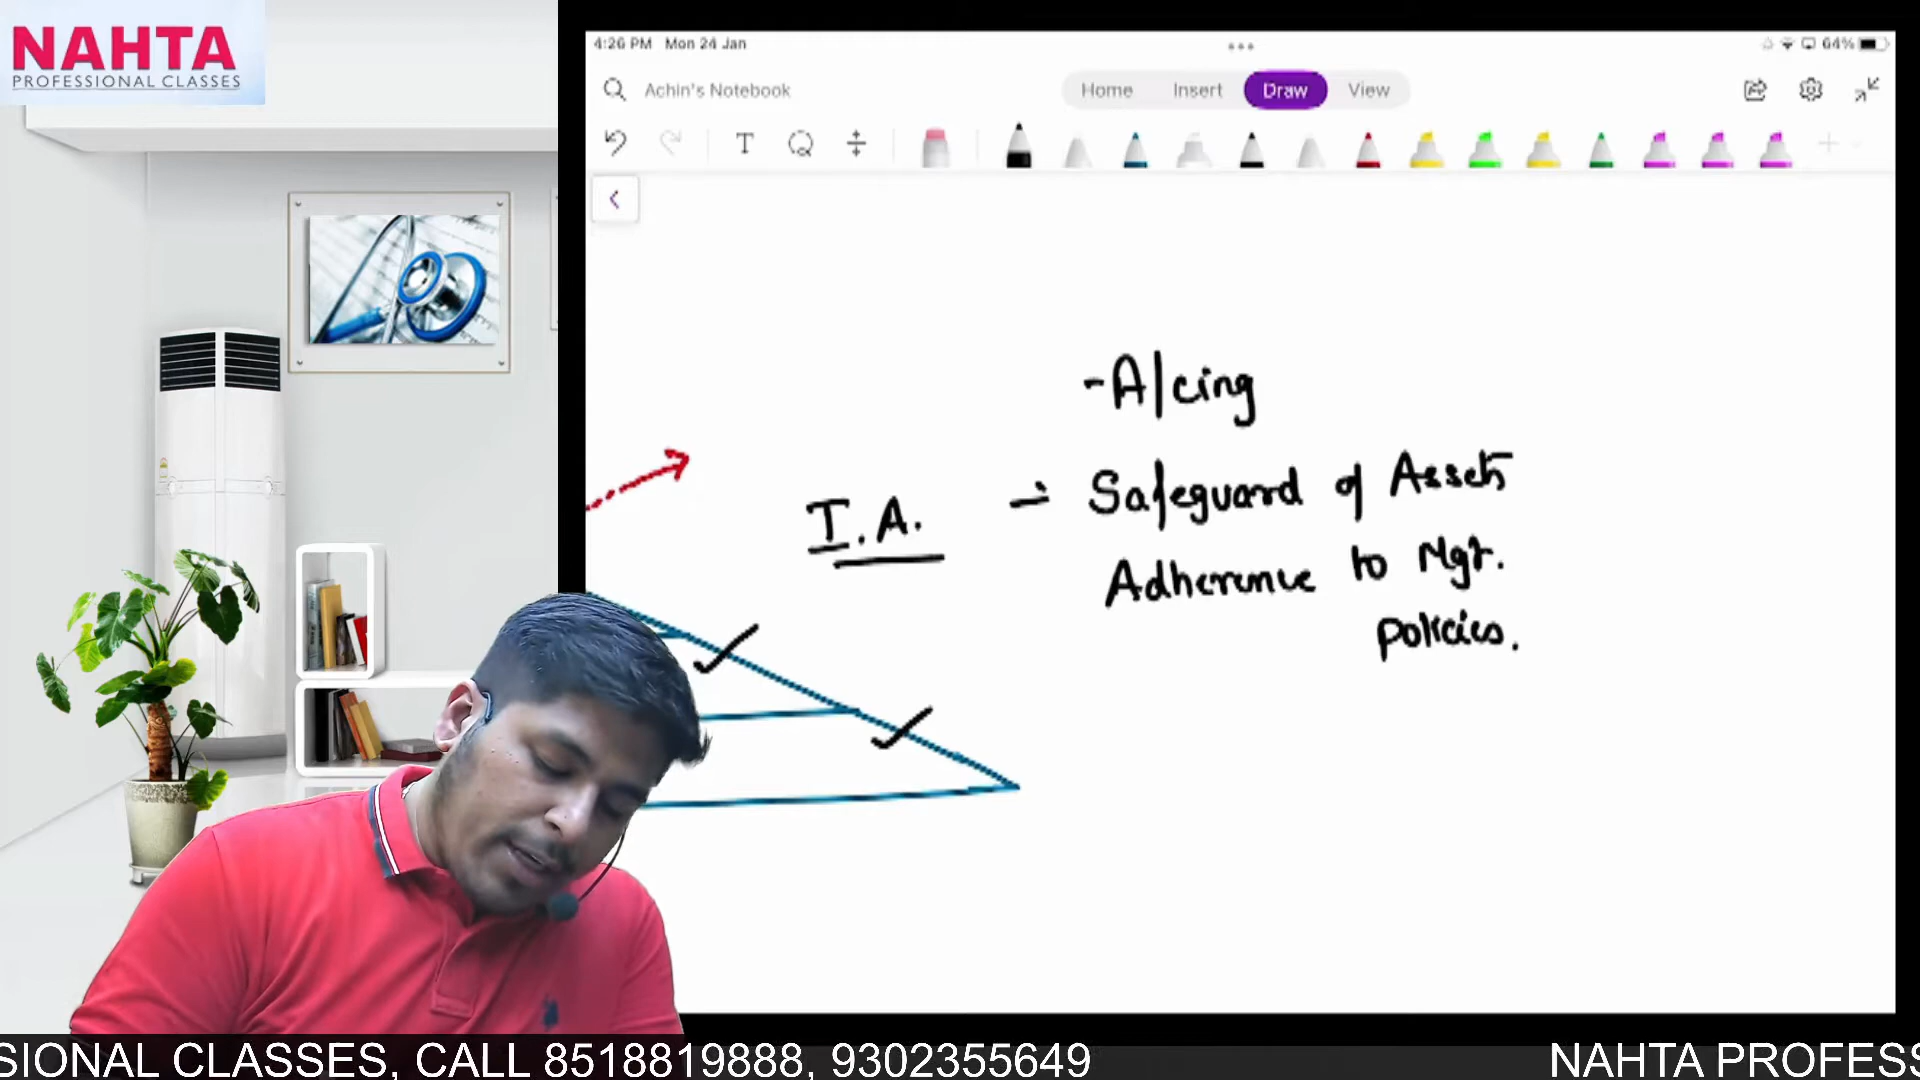 NAHTA
PROFESSIONAL CLASSES
4:26 PM Mon 24 Jan
64%
Achin's Notebook
Home Insert Draw View
T
-A/cing
I.A. - Safeguard of Assets
Adherence to Mgt.
policies.
SIONAL CLASSES, CALL 8518819888, 9302355649 NAHTA PROFESS